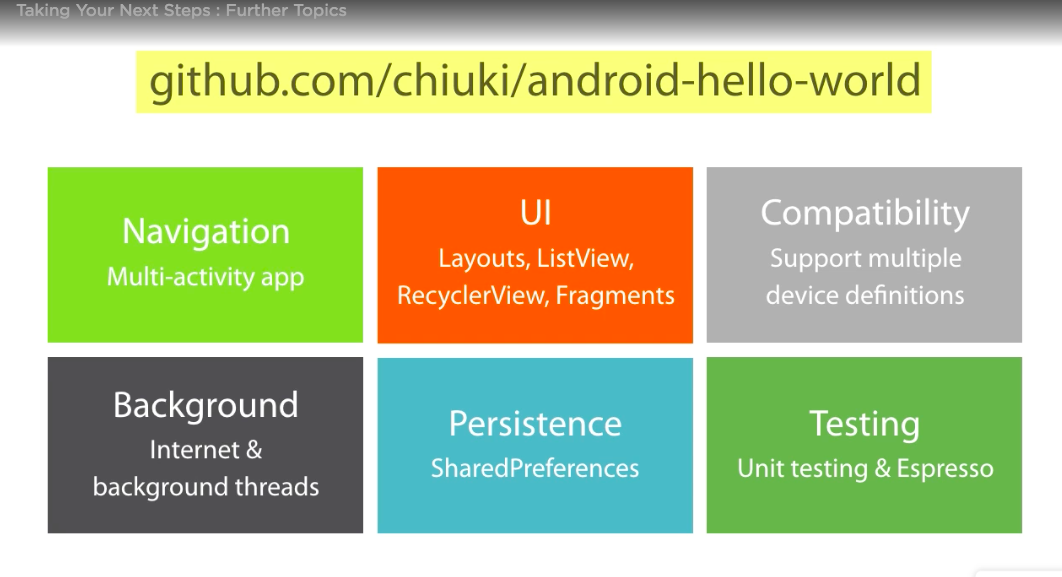 Taking Your Next Steps : Further Topics
github.com/chiuki/android-hello-world
Navigation
Multi-activity app
UI
Layouts, ListView,
RecyclerView, Fragments
Compatibility
Support multiple
device definitions
Background
Internet &
background threads
Persistence
SharedPreferences
Testing
Unit testing & Espresso